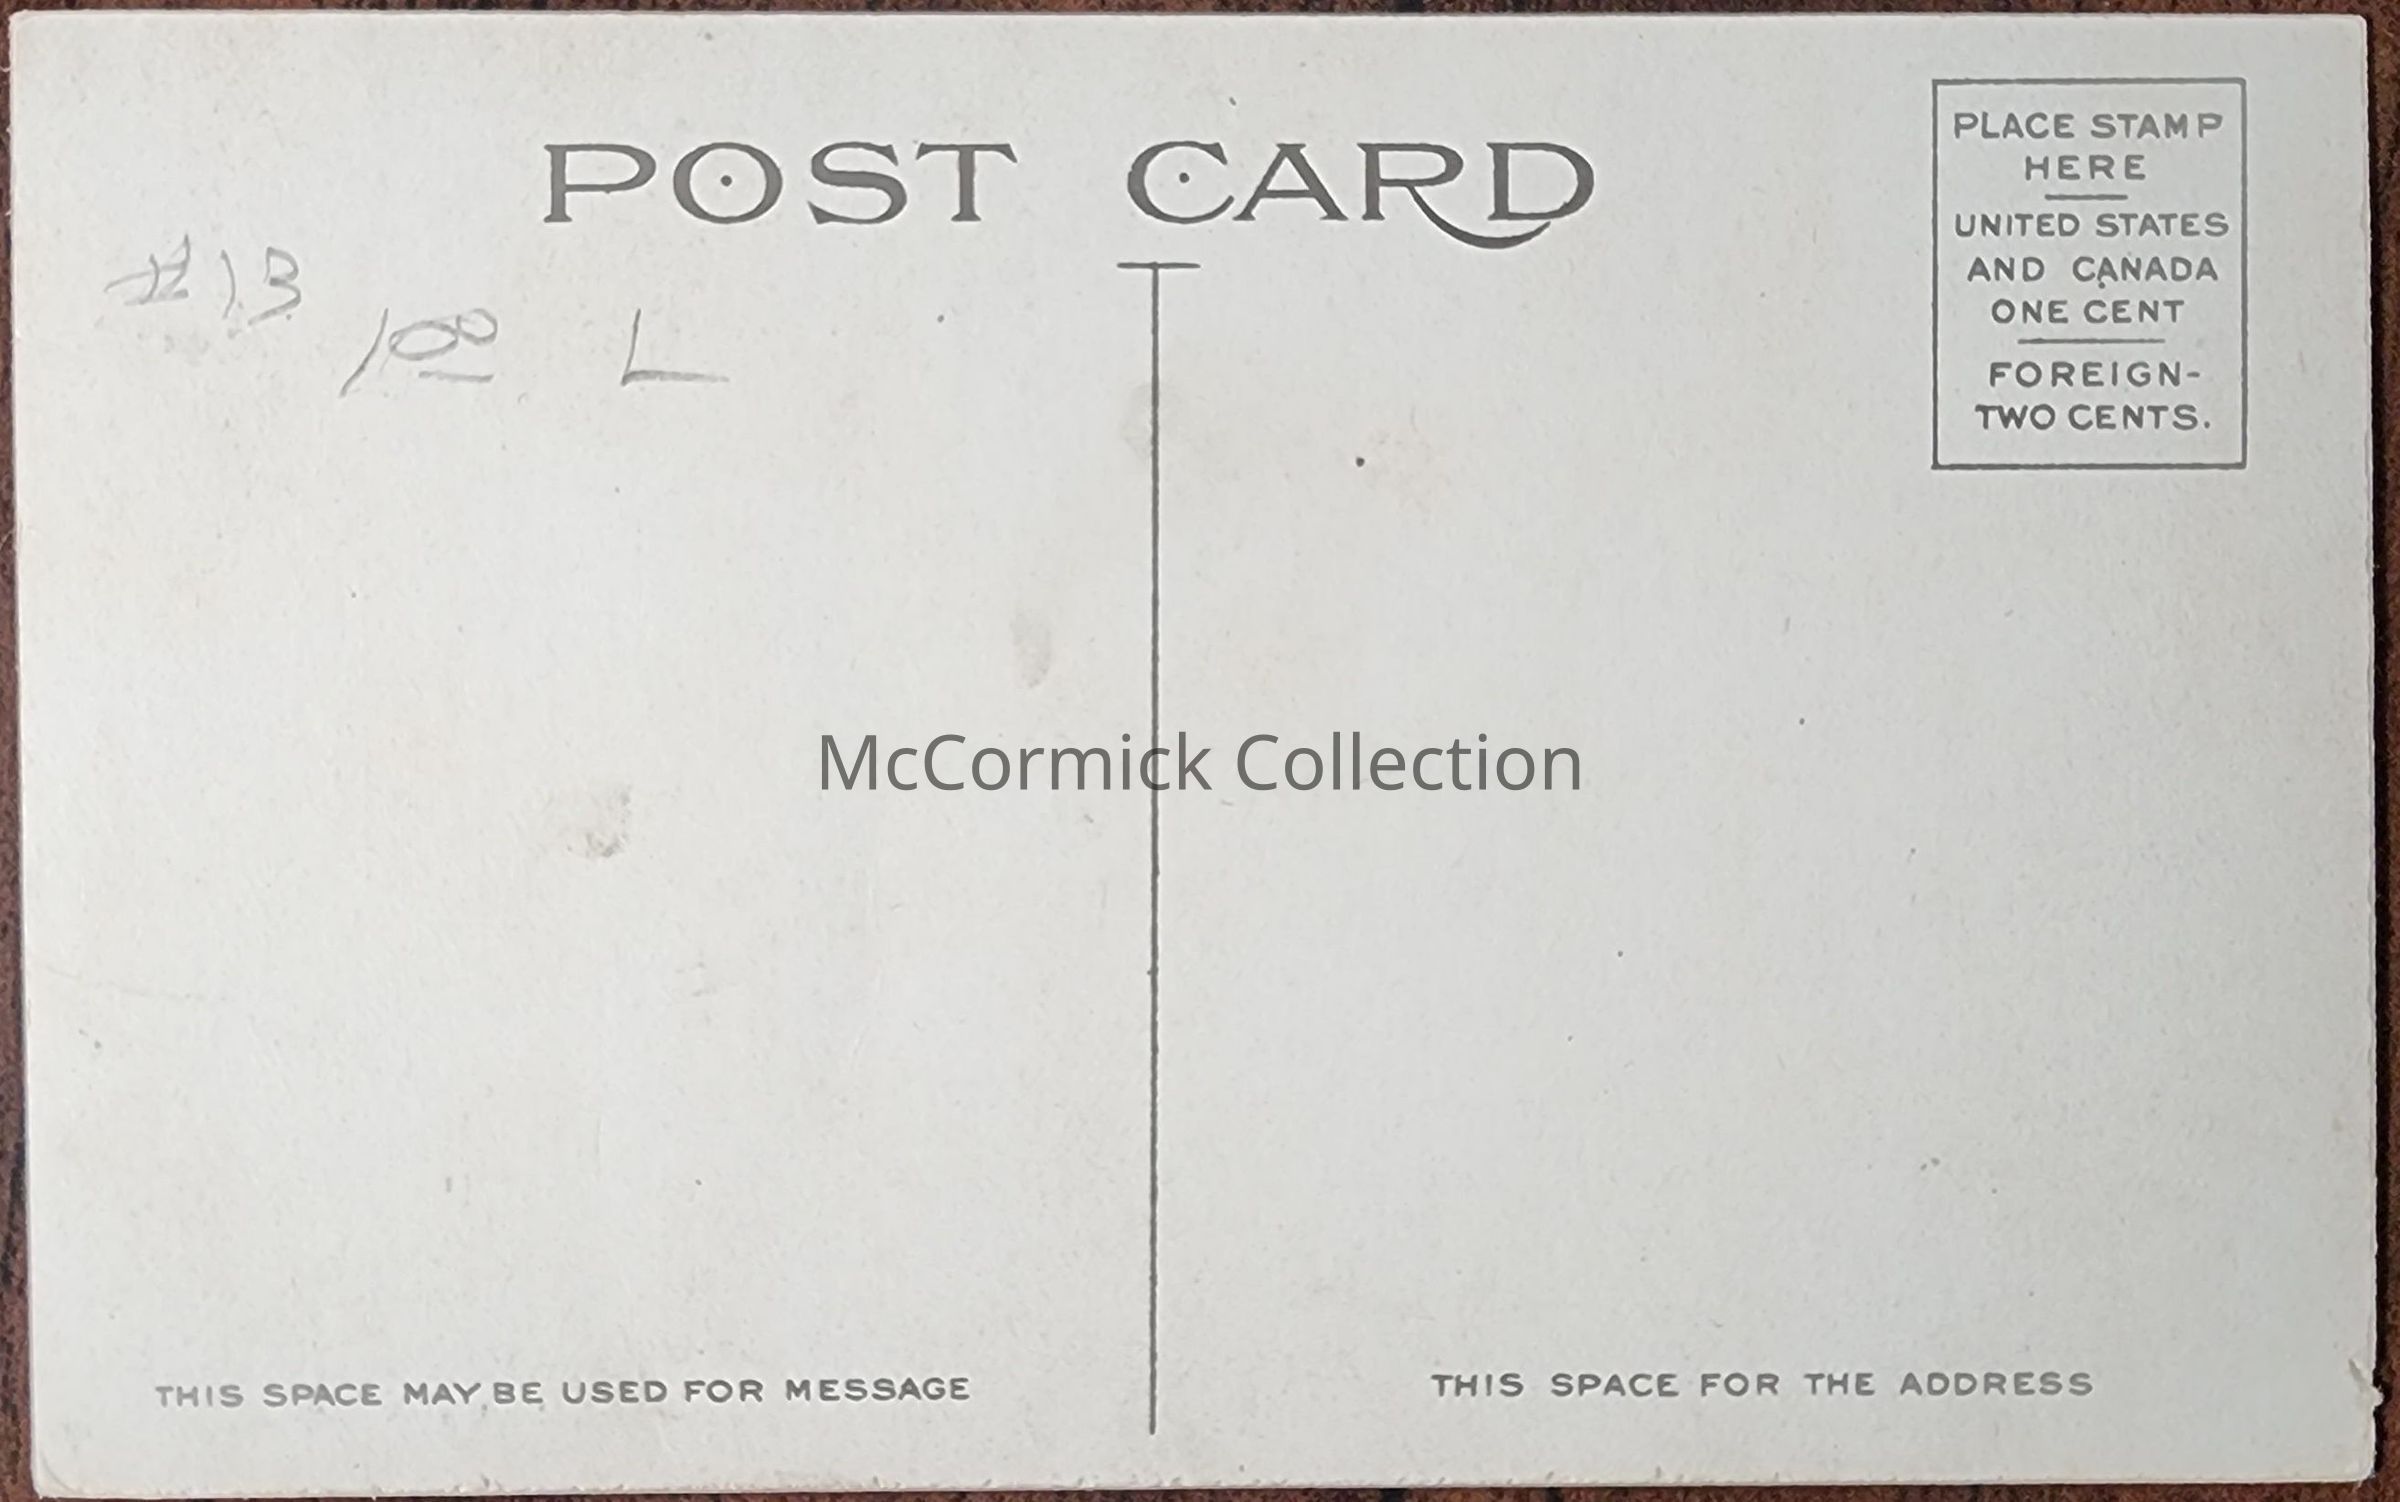 POST CARD
PLACE STAMP
HERE
UNITED STATES
AND CANADA
ONE CENT
FOREIGN-
TWO CENTS.
#13
100 L
McCormick Collection
THIS SPACE MAY BE USED FOR MESSAGE
THIS SPACE FOR THE ADDRESS